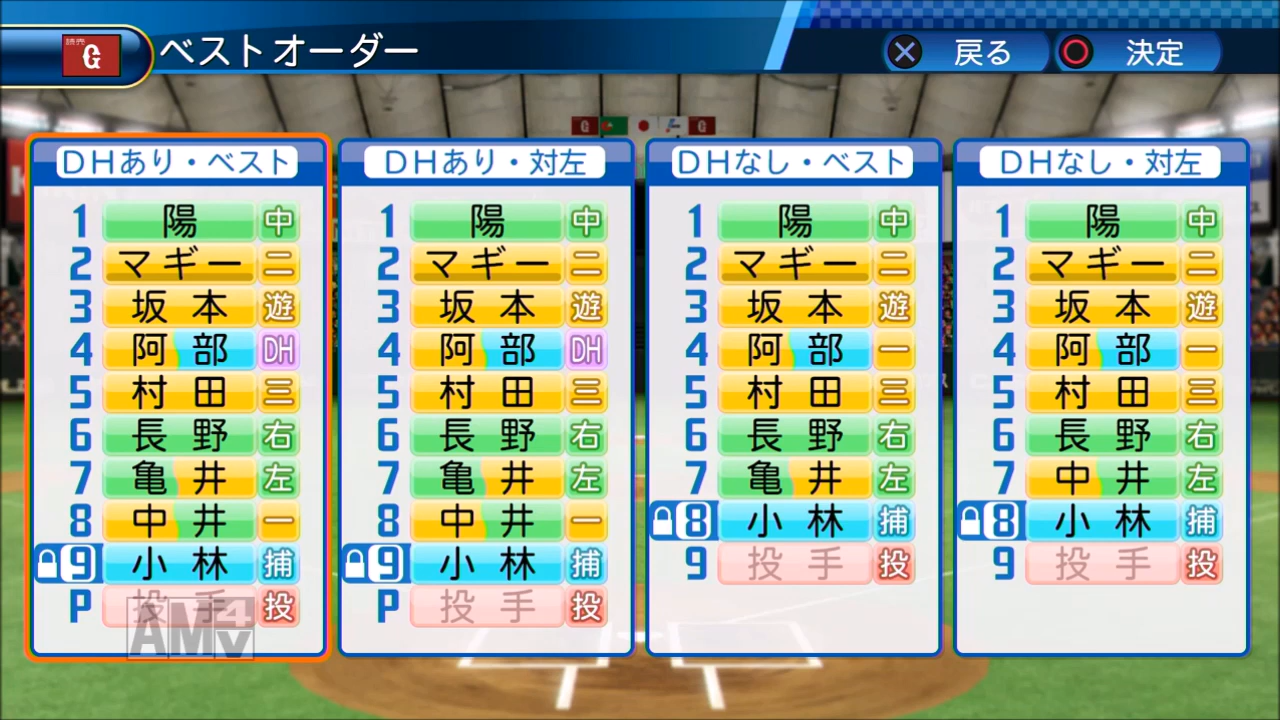 読売 G ベストオーダー 戻る 決定
DHあり・ベスト
1 陽 中
2 マギー 二
3 坂本 遊
4 阿部 DH
5 村田 三
6 長野 右
7 亀井 左
8 中井 一
9 小林 捕
P 投手 投
DHあり・対左
1 陽 中
2 マギー 二
3 坂本 遊
4 阿部 DH
5 村田 三
6 長野 右
7 亀井 左
8 中井 一
9 小林 捕
P 投手 投
DHなし・ベスト
1 陽 中
2 マギー 二
3 坂本 遊
4 阿部 一
5 村田 三
6 長野 右
7 亀井 左
8 小林 捕
9 投手 投
DHなし・対左
1 陽 中
2 マギー 二
3 坂本 遊
4 阿部 一
5 村田 三
6 長野 右
7 中井 左
8 小林 捕
9 投手 投
AM4V